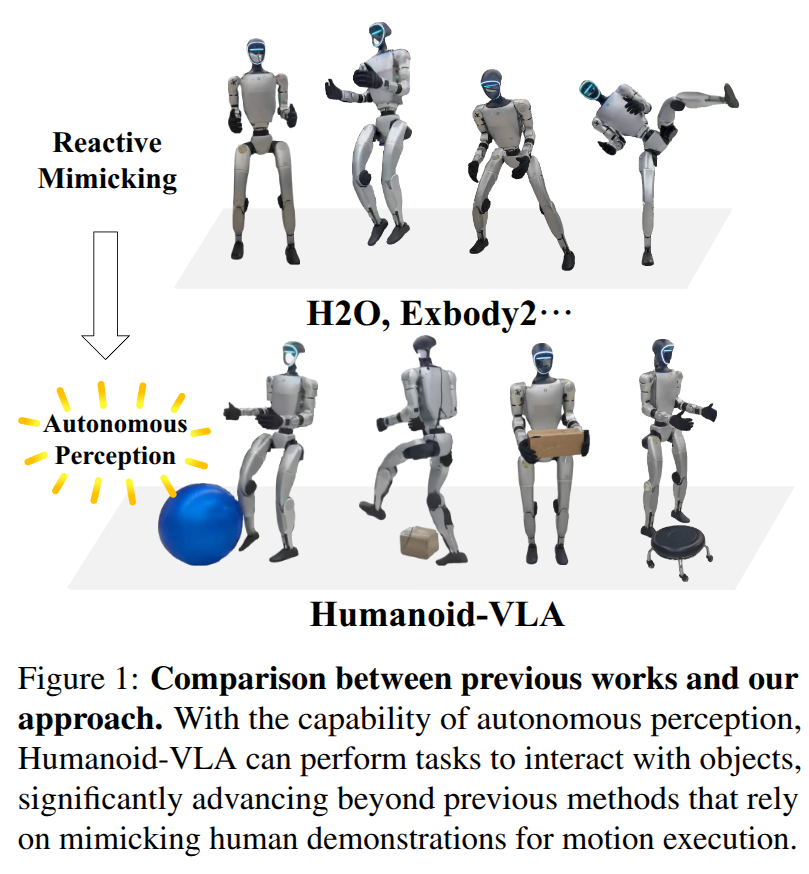 Reactive
Mimicking
H2O, Exbody2···
Autonomous
Perception
Humanoid-VLA
Figure 1: Comparison between previous works and our
approach. With the capability of autonomous perception,
Humanoid-VLA can perform tasks to interact with objects,
significantly advancing beyond previous methods that rely
on mimicking human demonstrations for motion execution.